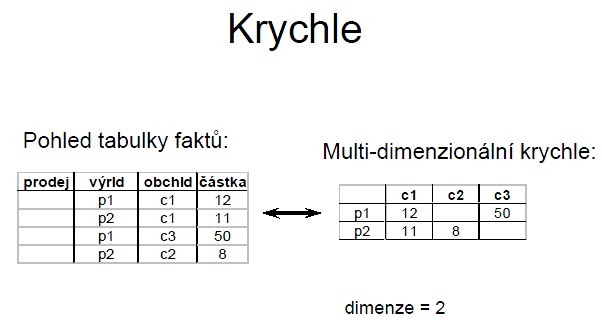 Krychle
Pohled tabulky faktů:
prodej výrId obchId částka
p1 c1 12
p2 c1 11
p1 c3 50
p2 c2 8
Multi-dimenzionální krychle:
c1 c2 c3
p1 12 50
p2 11 8
dimenze = 2